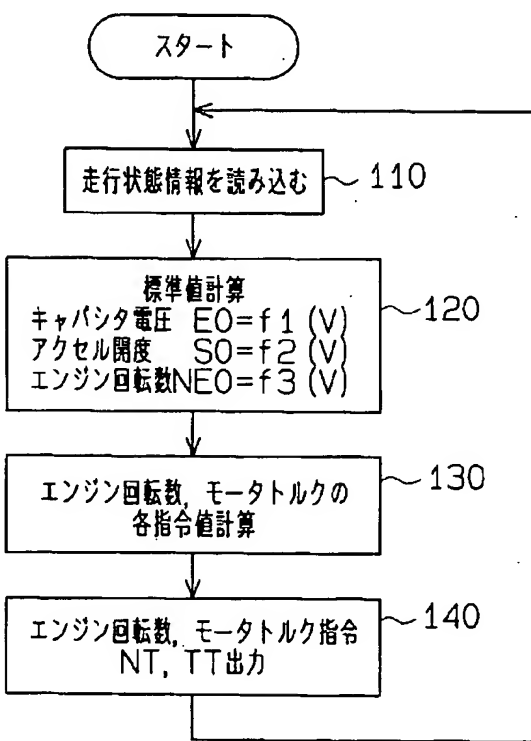 スタート
走行状態情報を読み込む 110
標準値計算 120
キャパシタ電圧 E0=f1(V)
アクセル開度 S0=f2(V)
エンジン回転数NE0=f3(V)
エンジン回転数,モータトルクの 130
各指令値計算
エンジン回転数,モータトルク指令 140
NT,TT出力